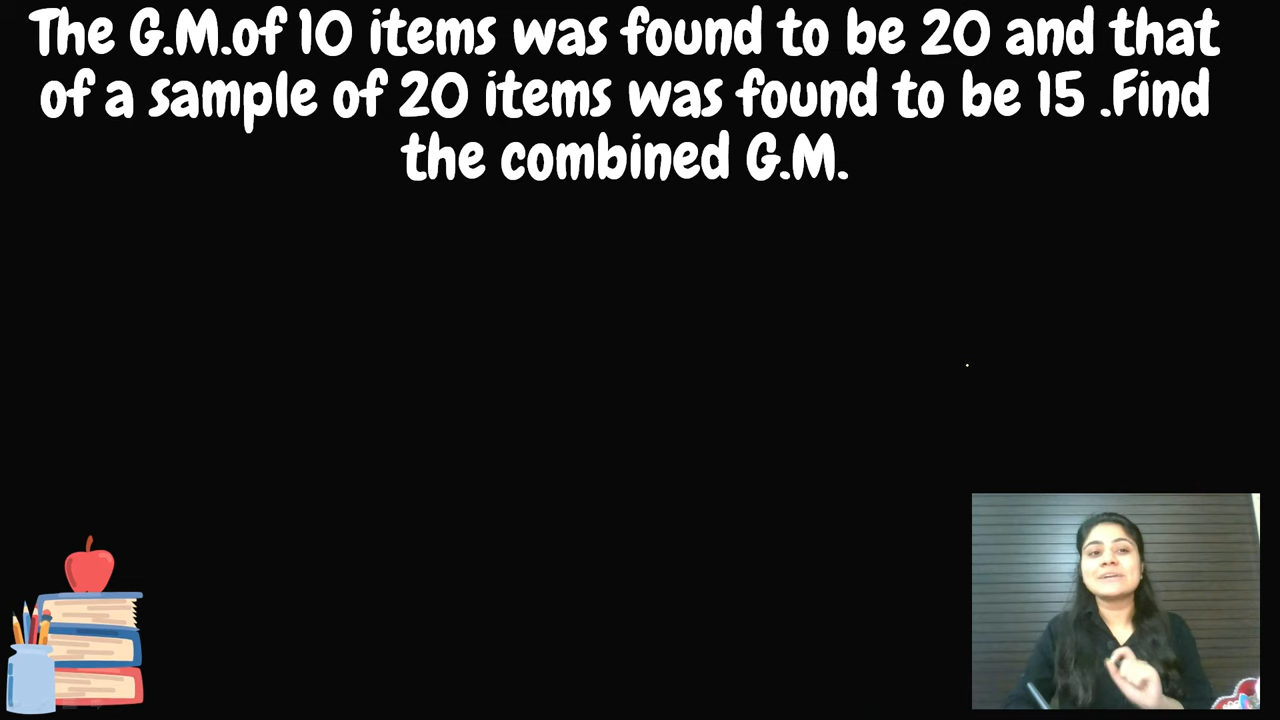 The G.M.of 10 items was found to be 20 and that
of a sample of 20 items was found to be 15 .Find
the combined G.M.